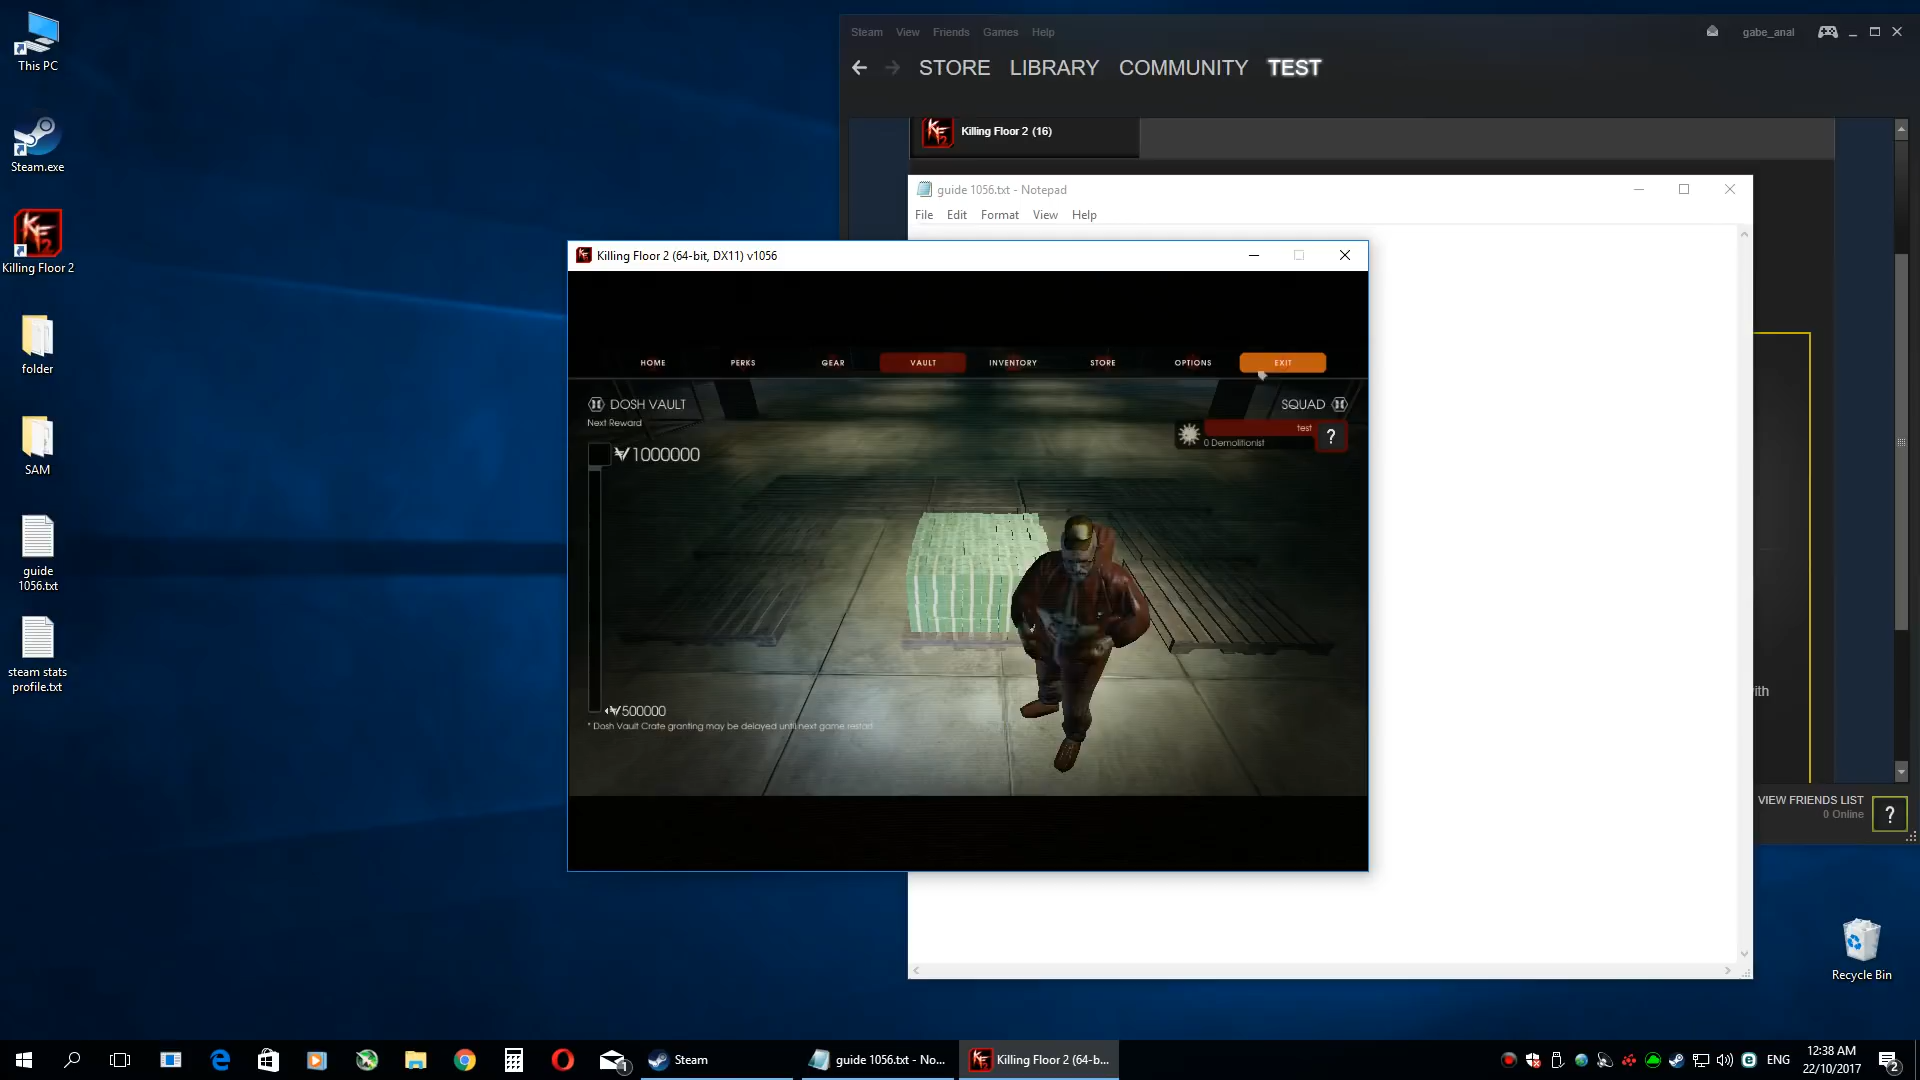 This PC
Steam.exe
Killing Floor 2
folder
SAM
guide
1056.txt
steam stats
profile.txt
Steam View Friends Games Help
gabe_anal
STORE LIBRARY COMMUNITY TEST
Killing Floor 2 (16)
guide 1056.txt - Notepad
File Edit Format View Help
Killing Floor 2 (64-bit, DX11) v1056
HOME PERKS GEAR VAULT INVENTORY STORE OPTIONS EXIT
DOSH VAULT
Next Reward
1000000
SQUAD
test
0 Demolitionist
?
500000
* Dosh Vault Crate granting may be delayed until next game restart
ith
VIEW FRIENDS LIST
0 Online
?
Recycle Bin
1
Steam
guide 1056.txt - No...
Killing Floor 2 (64-b...
ENG
12:38 AM
22/10/2017
2